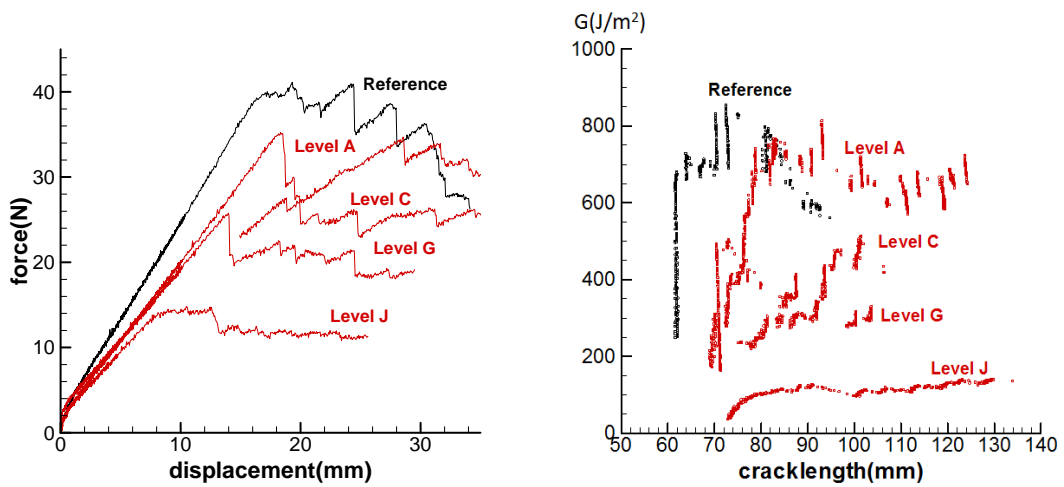 force(N)
40
30
20
10
0
Reference
Level A
Level C
Level G
Level J
0
10
20
30
displacement(mm)
G(J/m²)
1000
800
600
400
200
0
Reference
Level A
Level C
Level G
Level J
50
60
70
80
90
100
110
120
130
140
cracklength(mm)